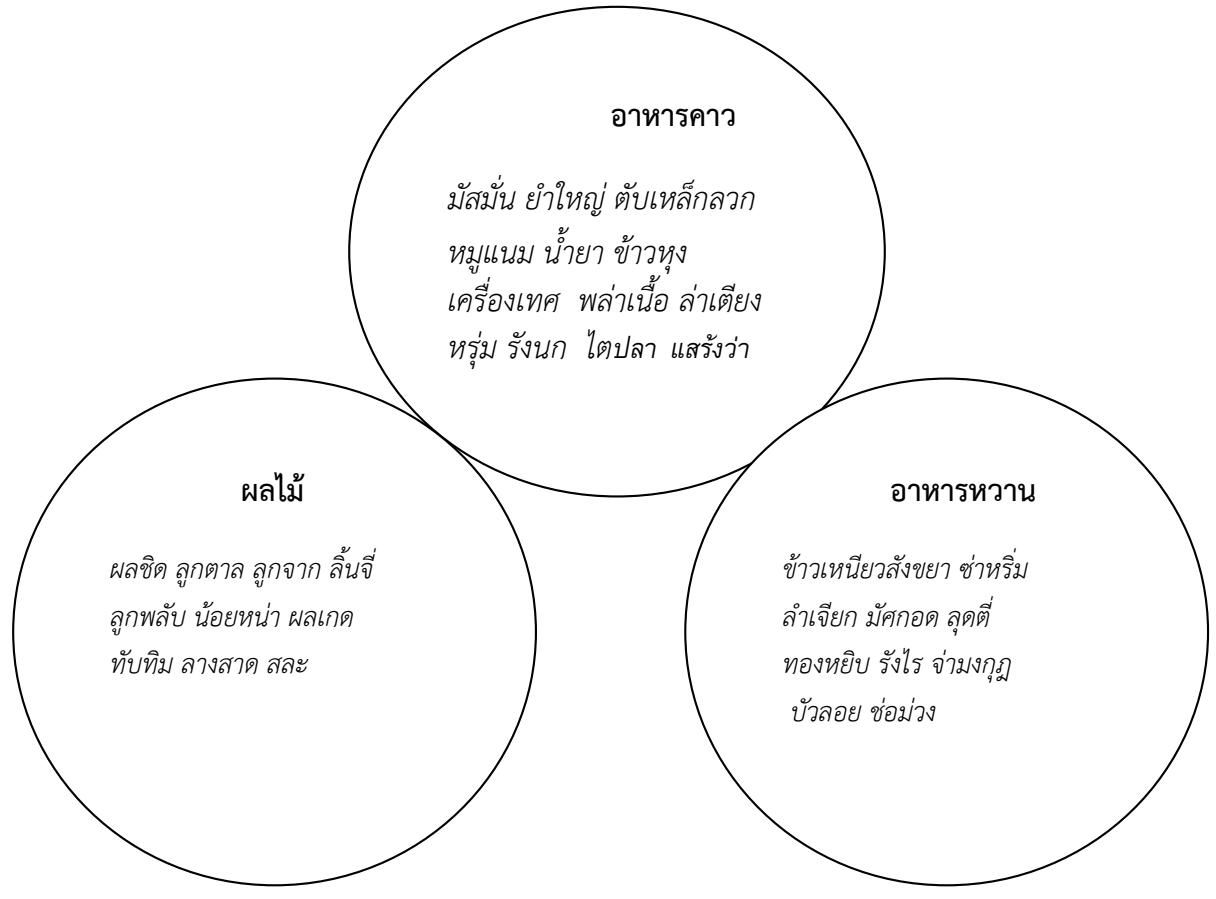 อาหารคาว
มัสมั่น ยำใหญ่ ตับเหล็กลวก
หมูแนม น้ำยา ข้าวหุง
เครื่องเทศ พล่าเนื้อ ล่าเตียง
หรุ่ม รังนก ไตปลา แสร้งว่า
ผลไม้
ผลชิด ลูกตาล ลูกจาก ลิ้นจี่
ลูกพลับ น้อยหน่า ผลเกด
ทับทิม ลางสาด สละ
อาหารหวาน
ข้าวเหนียวสังขยา ซ่าหริ่ม
ลำเจียก มัศกอด ลุดตี่
ทองหยิบ รังไร จ่ามงกุฎ
บัวลอย ช่อม่วง